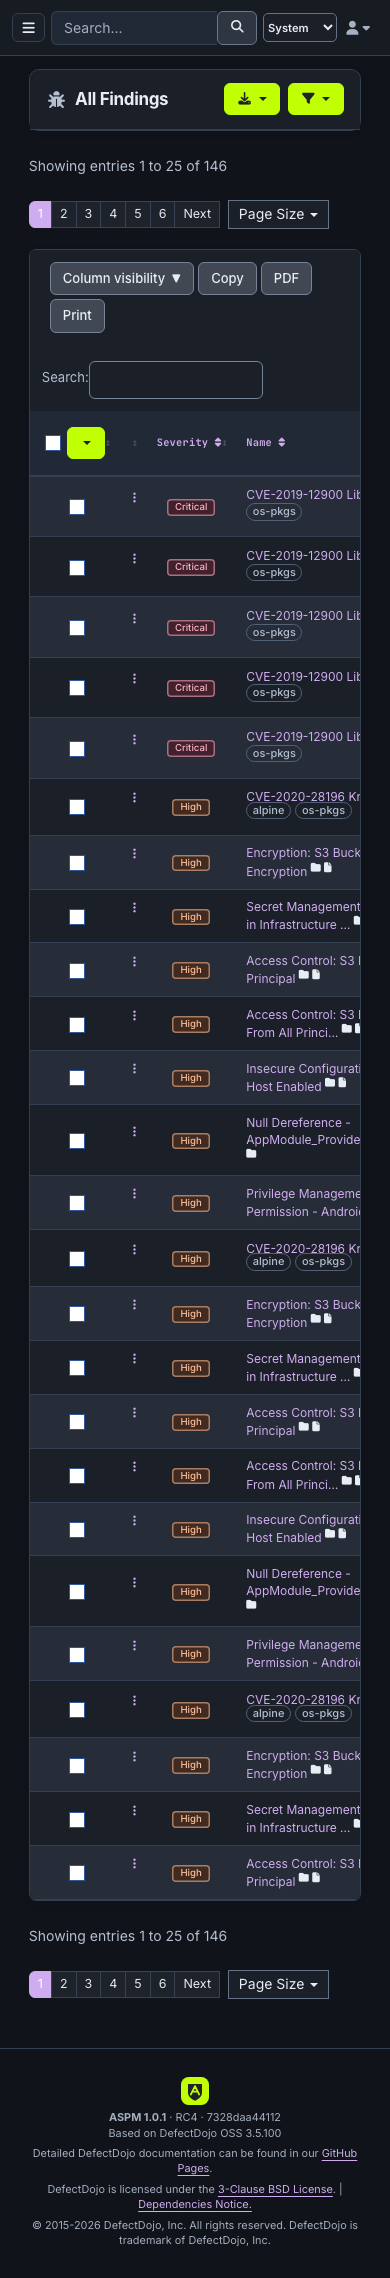 Search...
System
All Findings
Showing entries 1 to 25 of 146
1 2 3 4 5 6 Next Page Size
Column visibility ▼ Copy PDF
Print
Search:
Severity Name
Critical CVE-2019-12900 Lib
os-pkgs
Critical CVE-2019-12900 Lib
os-pkgs
Critical CVE-2019-12900 Lib
os-pkgs
Critical CVE-2019-12900 Lib
os-pkgs
Critical CVE-2019-12900 Lib
os-pkgs
High CVE-2020-28196 Kr
alpine os-pkgs
High Encryption: S3 Buck
Encryption
High Secret Management
in Infrastructure ...
High Access Control: S3
Principal
High Access Control: S3
From All Princi...
High Insecure Configurati
Host Enabled
High Null Dereference -
AppModule_Provide
High Privilege Manageme
Permission - Android
High CVE-2020-28196 Kr
alpine os-pkgs
High Encryption: S3 Buck
Encryption
High Secret Management
in Infrastructure ...
High Access Control: S3
Principal
High Access Control: S3
From All Princi...
High Insecure Configurati
Host Enabled
High Null Dereference -
AppModule_Provide
High Privilege Manageme
Permission - Android
High CVE-2020-28196 Kr
alpine os-pkgs
High Encryption: S3 Buck
Encryption
High Secret Management
in Infrastructure ...
High Access Control: S3
Principal
Showing entries 1 to 25 of 146
1 2 3 4 5 6 Next Page Size
ASPM 1.0.1 · RC4 · 7328daa44112
Based on DefectDojo OSS 3.5.100
Detailed DefectDojo documentation can be found in our GitHub
Pages.
DefectDojo is licensed under the 3-Clause BSD License. |
Dependencies Notice.
© 2015-2026 DefectDojo, Inc. All rights reserved. DefectDojo is
trademark of DefectDojo, Inc.